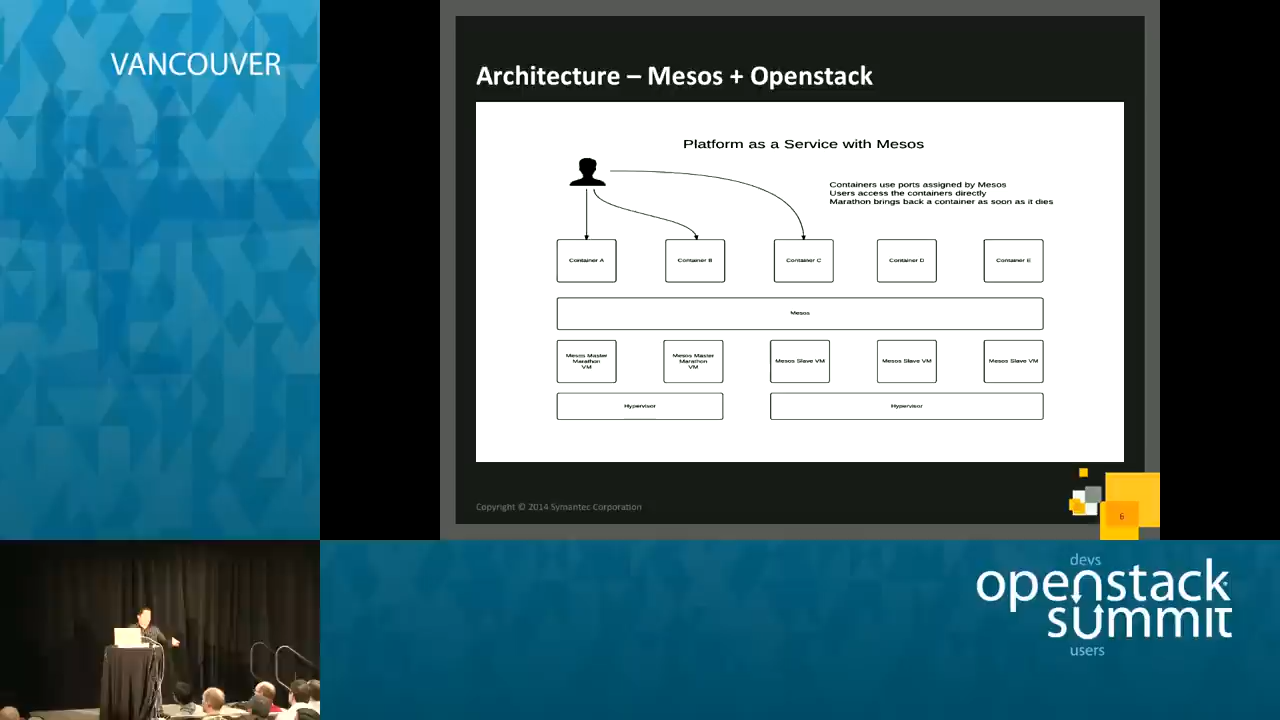 VANCOUVER
Architecture – Mesos + Openstack
Platform as a Service with Mesos
Containers use ports assigned by Mesos
Users access the containers directly
Marathon brings back a container as soon as it dies
Container A
Container B
Container C
Container D
Container E
Mesos
Mesos Master
Marathon
VM
Mesos Master
Marathon
VM
Mesos Slave VM
Mesos Slave VM
Mesos Slave VM
Hypervisor
Hypervisor
Copyright © 2014 Symantec Corporation
6
devs
openstack
summit
users